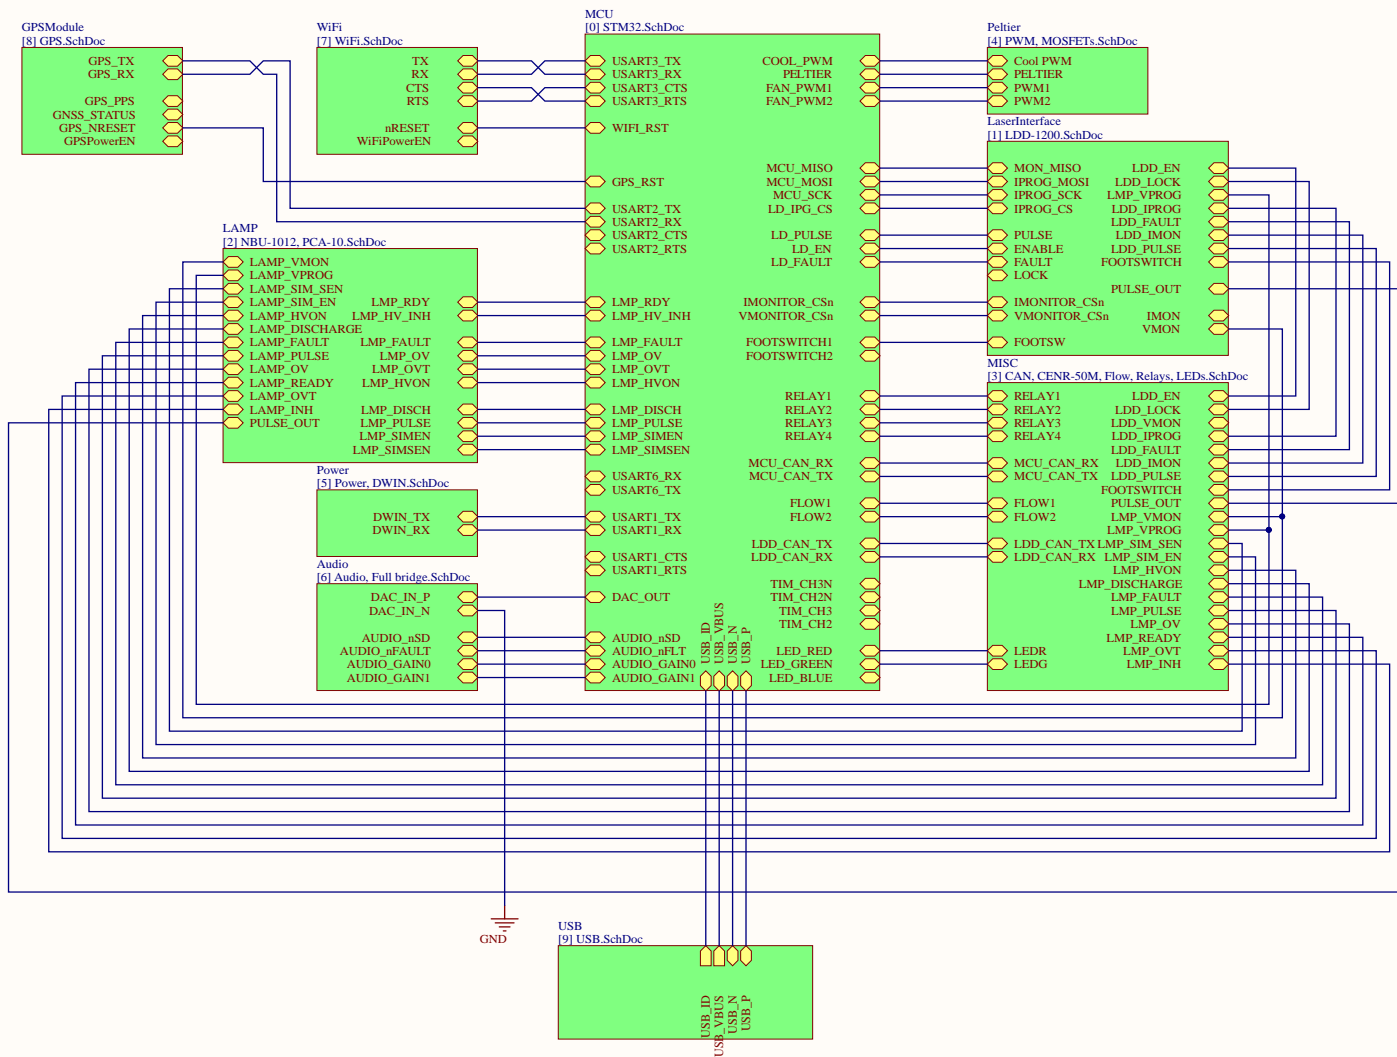 GPSModule
[8] GPS.SchDoc
GPS_TX
GPS_RX
GPS_PPS
GNSS_STATUS
GPS_NRESET
GPSPowerEN
WiFi
[7] WiFi.SchDoc
TX
RX
CTS
RTS
nRESET
WiFiPowerEN
MCU
[0] STM32.SchDoc
USART3_TX
USART3_RX
USART3_CTS
USART3_RTS
WIFI_RST
GPS_RST
USART2_TX
USART2_RX
USART2_CTS
USART2_RTS
LMP_RDY
LMP_HV_INH
LMP_FAULT
LMP_OV
LMP_OVT
LMP_HVON
LMP_DISCH
LMP_PULSE
LMP_SIMEN
LMP_SIMSEN
USART6_RX
USART6_TX
USART1_TX
USART1_RX
USART1_CTS
USART1_RTS
DAC_OUT
AUDIO_nSD
AUDIO_nFLT
AUDIO_GAIN0
AUDIO_GAIN1
COOL_PWM
PELTIER
FAN_PWM1
FAN_PWM2
MCU_MISO
MCU_MOSI
MCU_SCK
LD_IPG_CS
LD_PULSE
LD_EN
LD_FAULT
IMONITOR_CSn
VMONITOR_CSn
FOOTSWITCH1
FOOTSWITCH2
RELAY1
RELAY2
RELAY3
RELAY4
MCU_CAN_RX
MCU_CAN_TX
FLOW1
FLOW2
LDD_CAN_TX
LDD_CAN_RX
TIM_CH3N
TIM_CH2N
TIM_CH3
TIM_CH2
LED_RED
LED_GREEN
LED_BLUE
USB_ID
USB_VBUS
USB_N
USB_P
Peltier
[4] PWM, MOSFETs.SchDoc
Cool PWM
PELTIER
PWM1
PWM2
LaserInterface
[1] LDD-1200.SchDoc
MON_MISO
IPROG_MOSI
IPROG_SCK
IPROG_CS
PULSE
ENABLE
FAULT
LOCK
IMONITOR_CSn
VMONITOR_CSn
FOOTSW
LDD_EN
LDD_LOCK
LMP_VPROG
LDD_IPROG
LDD_FAULT
LDD_IMON
LDD_PULSE
FOOTSWITCH
PULSE_OUT
IMON
VMON
LAMP
[2] NBU-1012, PCA-10.SchDoc
LAMP_VMON
LAMP_VPROG
LAMP_SIM_SEN
LAMP_SIM_EN
LAMP_HVON
LAMP_DISCHARGE
LAMP_FAULT
LAMP_PULSE
LAMP_OV
LAMP_READY
LAMP_OVT
LAMP_INH
PULSE_OUT
LMP_RDY
LMP_HV_INH
LMP_FAULT
LMP_OV
LMP_OVT
LMP_HVON
LMP_DISCH
LMP_PULSE
LMP_SIMEN
LMP_SIMSEN
MISC
[3] CAN, CENR-50M, Flow, Relays, LEDs.SchDoc
RELAY1
RELAY2
RELAY3
RELAY4
MCU_CAN_RX
MCU_CAN_TX
FLOW1
FLOW2
LDD_CAN_TX
LDD_CAN_RX
LEDR
LEDG
LDD_EN
LDD_LOCK
LDD_VMON
LDD_IPROG
LDD_FAULT
LDD_IMON
LDD_PULSE
FOOTSWITCH
PULSE_OUT
LMP_VMON
LMP_VPROG
LMP_SIM_SEN
LMP_SIM_EN
LMP_HVON
LMP_DISCHARGE
LMP_FAULT
LMP_PULSE
LMP_OV
LMP_READY
LMP_OVT
LMP_INH
Power
[5] Power, DWIN.SchDoc
DWIN_TX
DWIN_RX
Audio
[6] Audio, Full bridge.SchDoc
DAC_IN_P
DAC_IN_N
AUDIO_nSD
AUDIO_nFAULT
AUDIO_GAIN0
AUDIO_GAIN1
GND
USB
[9] USB.SchDoc
USB_ID
USB_VBUS
USB_N
USB_P